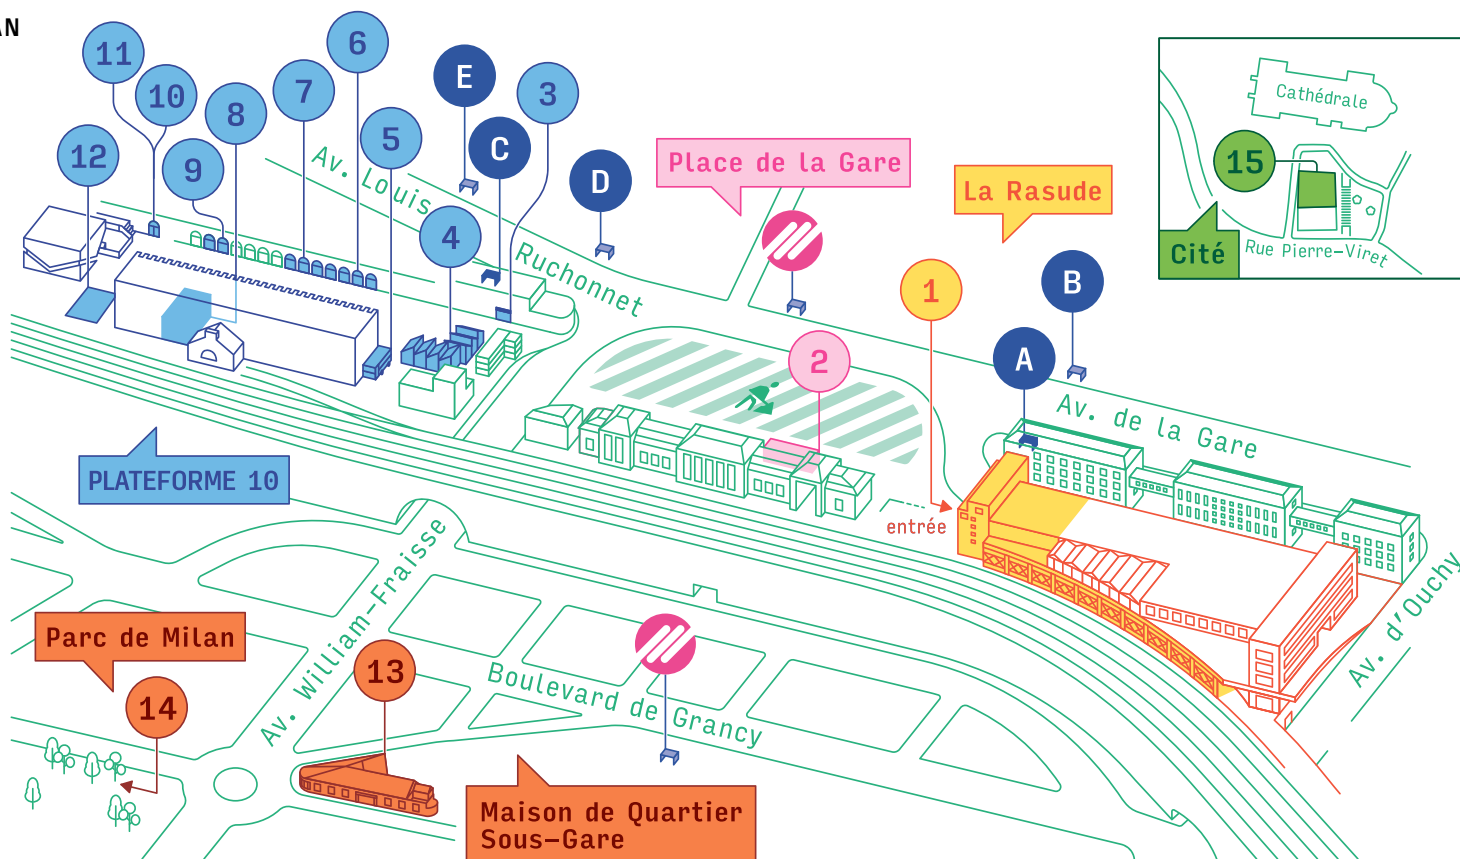 AN
11
10
12
9
8
7
6
5
E
C
3
D
4
Av. Louis
Ruchonnet
Place de la Gare
La Rasude
1
B
A
2
Cathédrale
15
Cité
Rue Pierre-Viret
Av. de la Gare
entrée
PLATEFORME 10
Av. William-Fraisse
Av. d'Ouchy
Parc de Milan
14
13
Boulevard de Grancy
Maison de Quartier
Sous-Gare